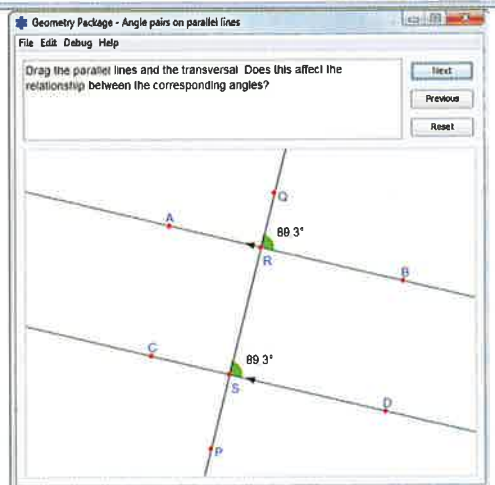 Geometry Package - Angle pairs on parallel lines
File Edit Debug Help
Drag the parallel lines and the transversal Does this affect the
relationship between the corresponding angles?
Next
Previous
Reset
Q
A
89.3°
R
B
C
89.3°
S
D
P